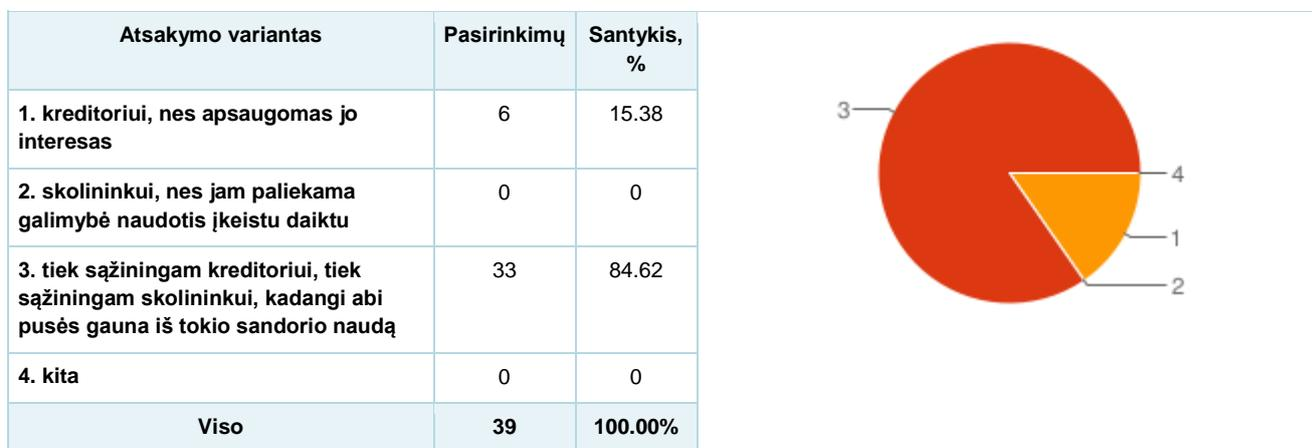 Atsakymo variantas Pasirinkimų Santykis,
%
1. kreditoriui, nes apsaugomas jo 6 15.38
interesas
2. skolininkui, nes jam paliekama 0 0
galimybė naudotis įkeistu daiktu
3. tiek sąžiningam kreditoriui, tiek 33 84.62
sąžiningam skolininkui, kadangi abi
pusės gauna iš tokio sandorio naudą
4. kita 0 0
Viso 39 100.00%
3
4
1
2